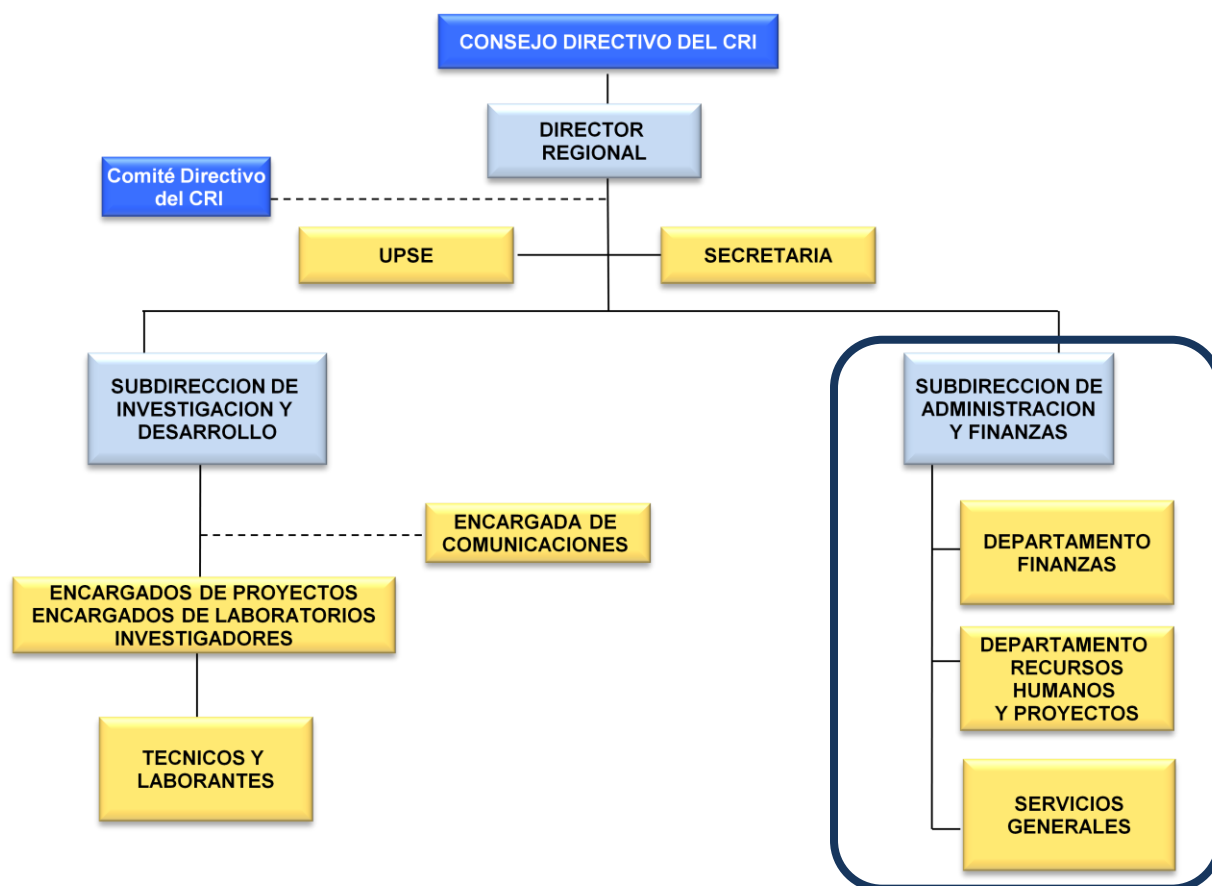 CONSEJO DIRECTIVO DEL CRI
DIRECTOR
REGIONAL
Comité Directivo
del CRI
UPSE
SECRETARIA
SUBDIRECCION DE
INVESTIGACION Y
DESARROLLO
SUBDIRECCION DE
ADMINISTRACION
Y FINANZAS
ENCARGADA DE
COMUNICACIONES
DEPARTAMENTO
FINANZAS
ENCARGADOS DE PROYECTOS
ENCARGADOS DE LABORATORIOS
INVESTIGADORES
DEPARTAMENTO
RECURSOS
HUMANOS
Y PROYECTOS
TECNICOS Y
LABORANTES
SERVICIOS
GENERALES